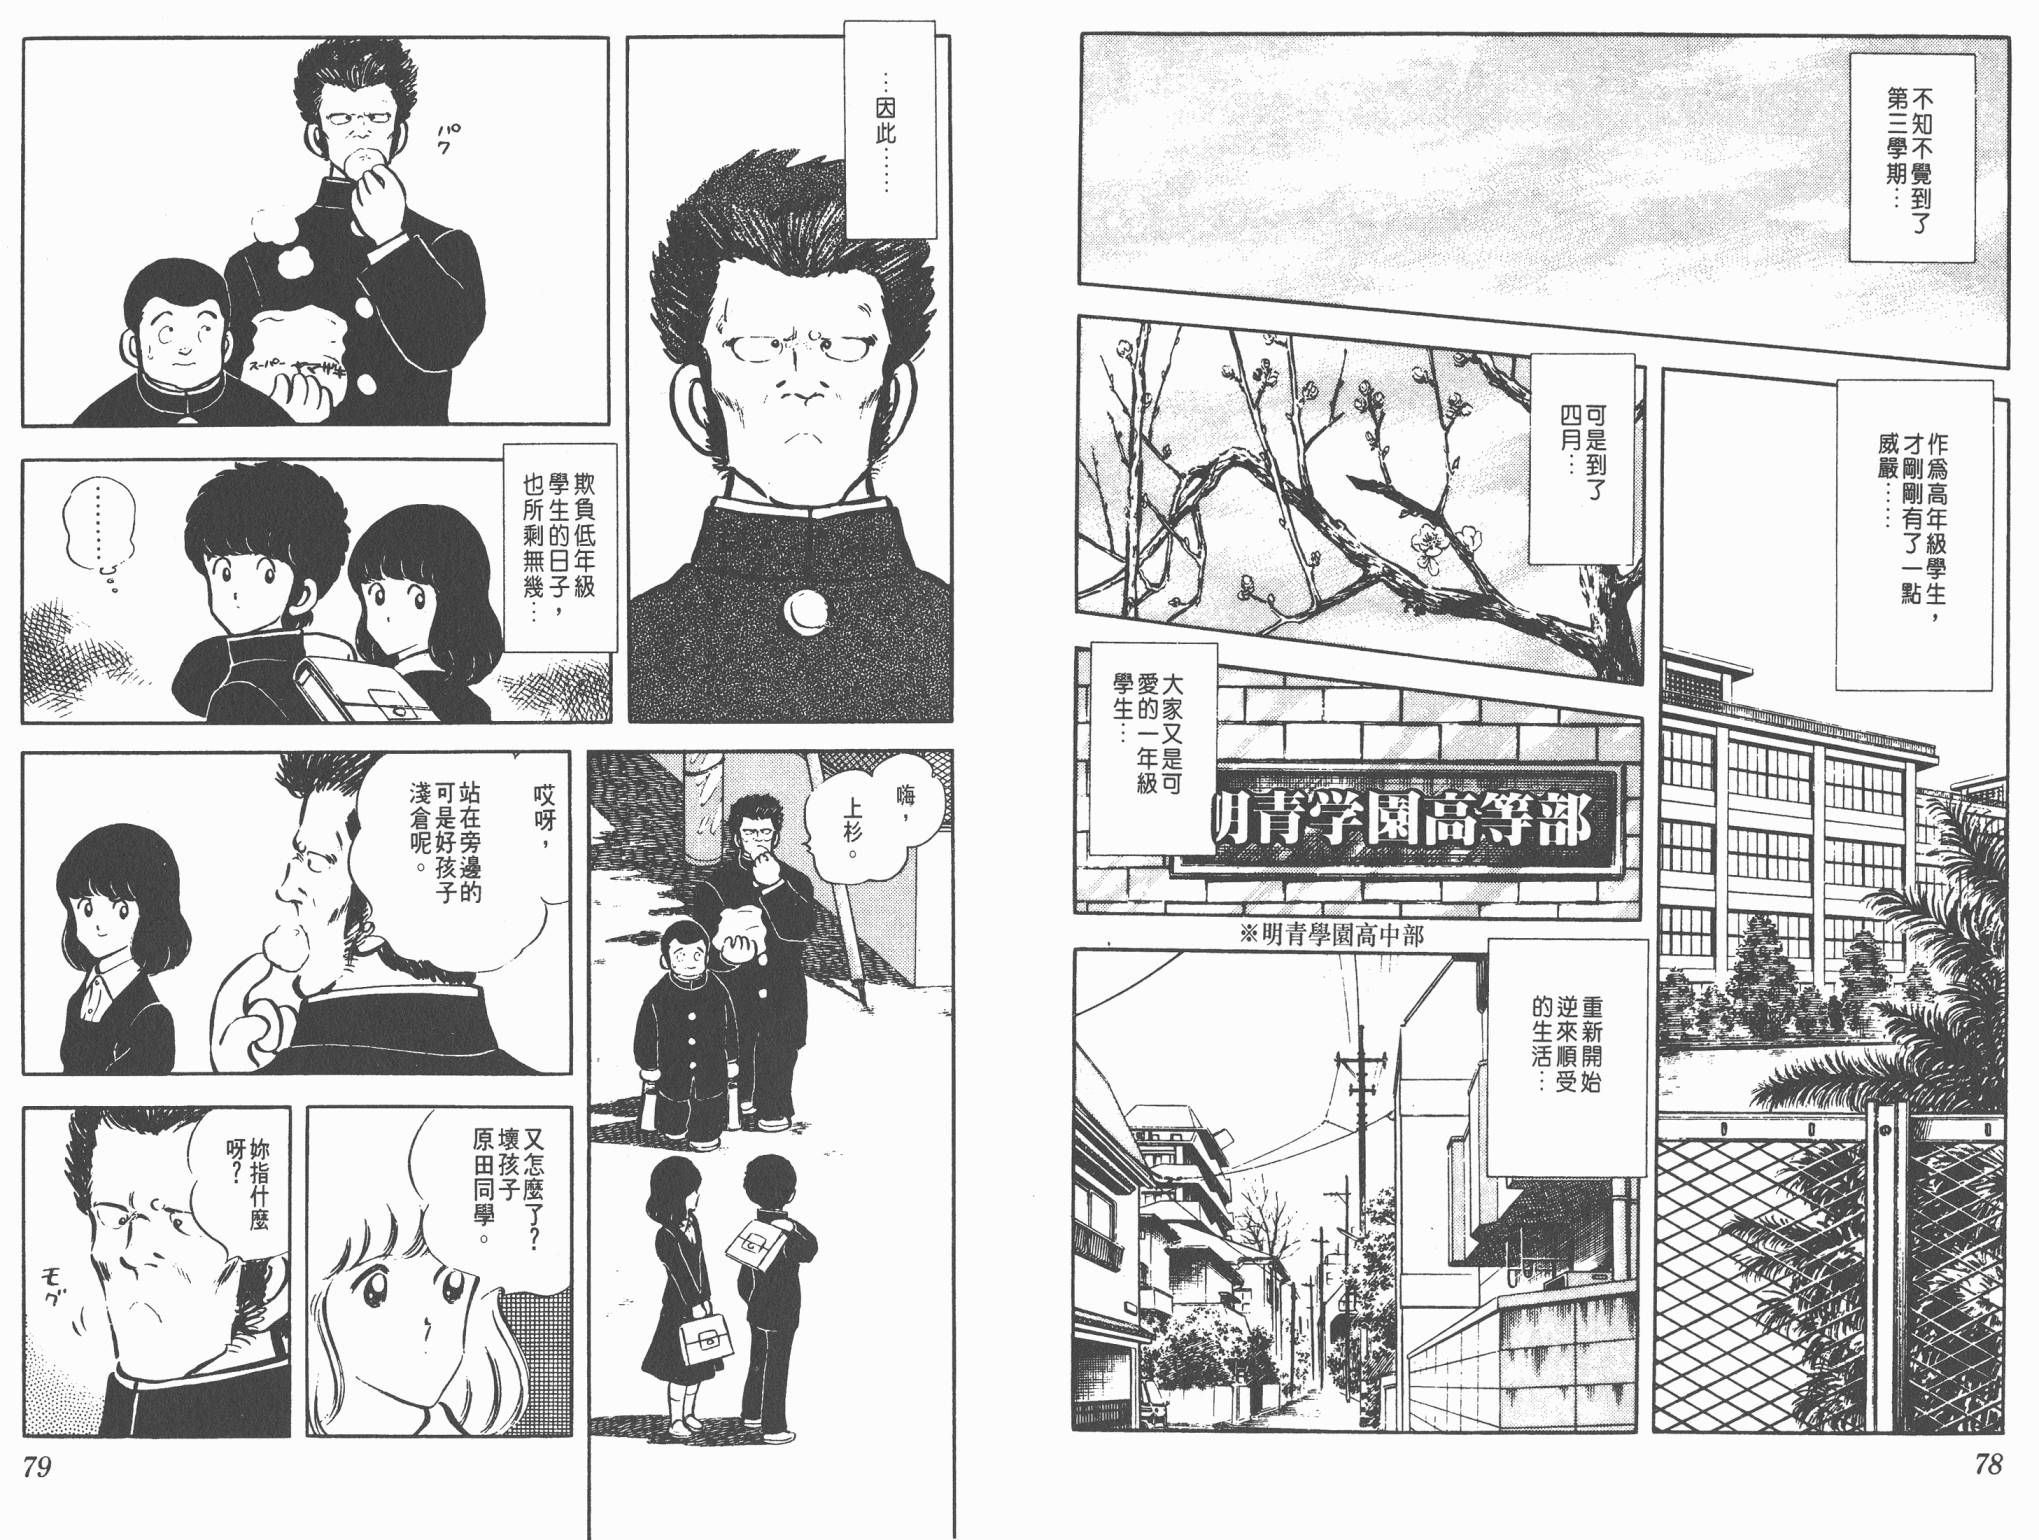 不知不覺到了
第三學期…
作爲高年級學生，
才剛剛有了一點
威嚴……
可是到了
四月…
大家又是可
愛的一年級
學生…
明青学園高等部
※明青學園高中部
重新開始
逆來順受
的生活…
78
…因此……
パク
スーパー ヤマザキ
欺負低年級
學生的日子，
也所剩無幾…
………
嗨，
上杉。
哎呀，
站在旁邊的
可是好孩子
淺倉呢。
又怎麼了？
壞孩子
原田同學。
妳指什麼
呀？
モグ
79